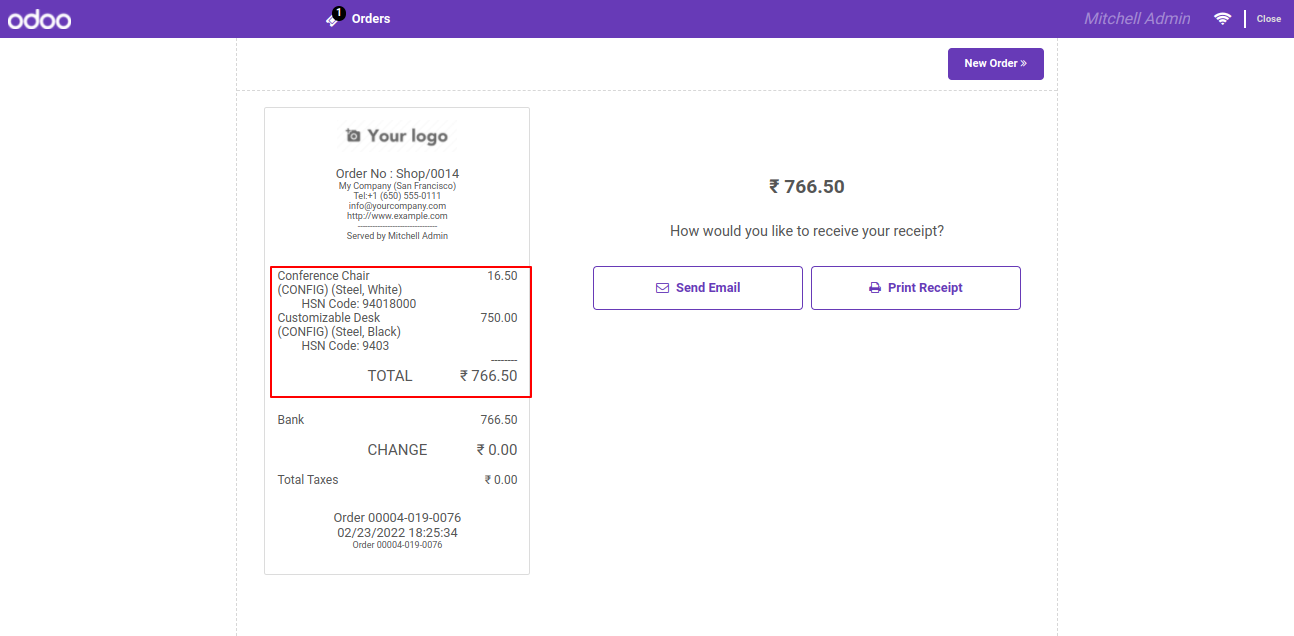 odoo
1
Orders
Mitchell Admin
Close
New Order »
Your logo
Order No : Shop/0014
My Company (San Francisco)
Tel:+1 (650) 555-0111
info@yourcompany.com
http://www.example.com
--------------------------------
Served by Mitchell Admin
Conference Chair 16.50
(CONFIG) (Steel, White)
HSN Code: 94018000
Customizable Desk 750.00
(CONFIG) (Steel, Black)
HSN Code: 9403
--------
TOTAL ₹ 766.50
Bank 766.50
CHANGE ₹ 0.00
Total Taxes ₹ 0.00
Order 00004-019-0076
02/23/2022 18:25:34
Order 00004-019-0076
₹ 766.50
How would you like to receive your receipt?
Send Email
Print Receipt